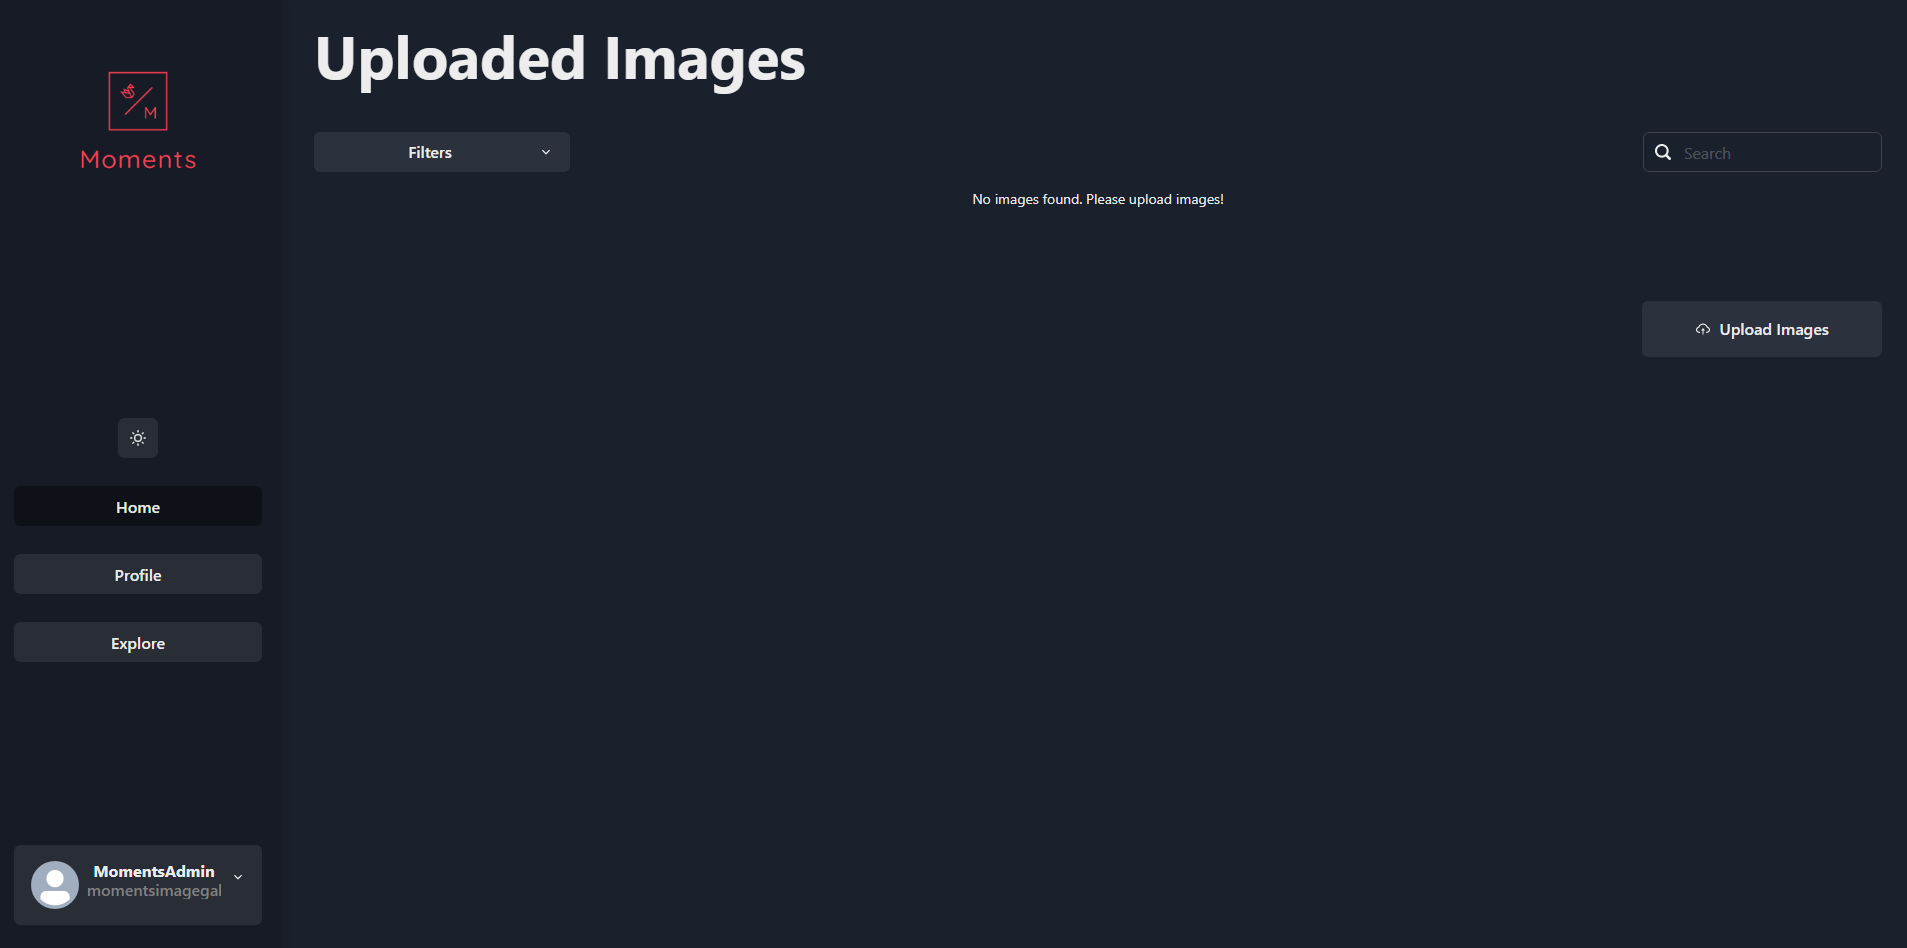 M
Moments
Uploaded Images
Filters
Search
No images found. Please upload images!
Upload Images
Home
Profile
Explore
MomentsAdmin
momentsimagegal